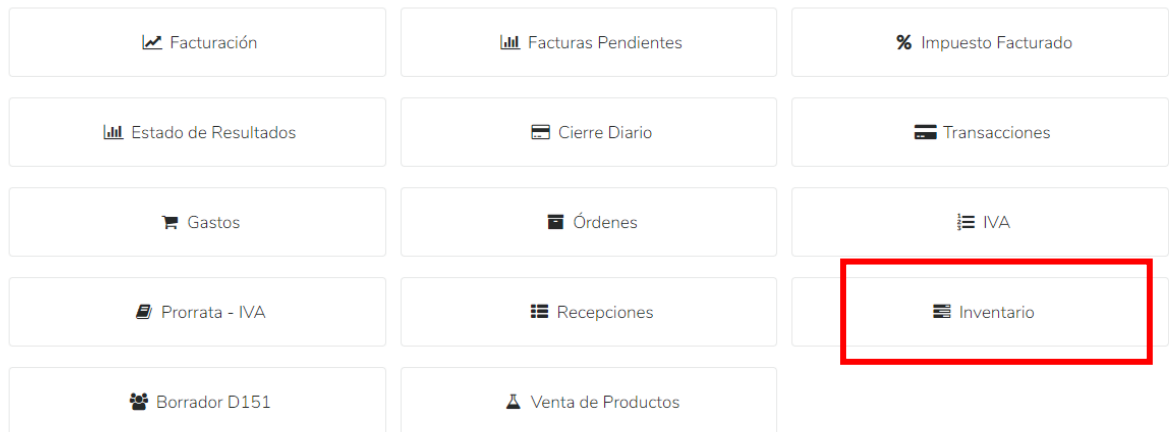 Facturación
Facturas Pendientes
Impuesto Facturado
Estado de Resultados
Cierre Diario
Transacciones
Gastos
Órdenes
IVA
Prorrata - IVA
Recepciones
Inventario
Borrador D151
Venta de Productos